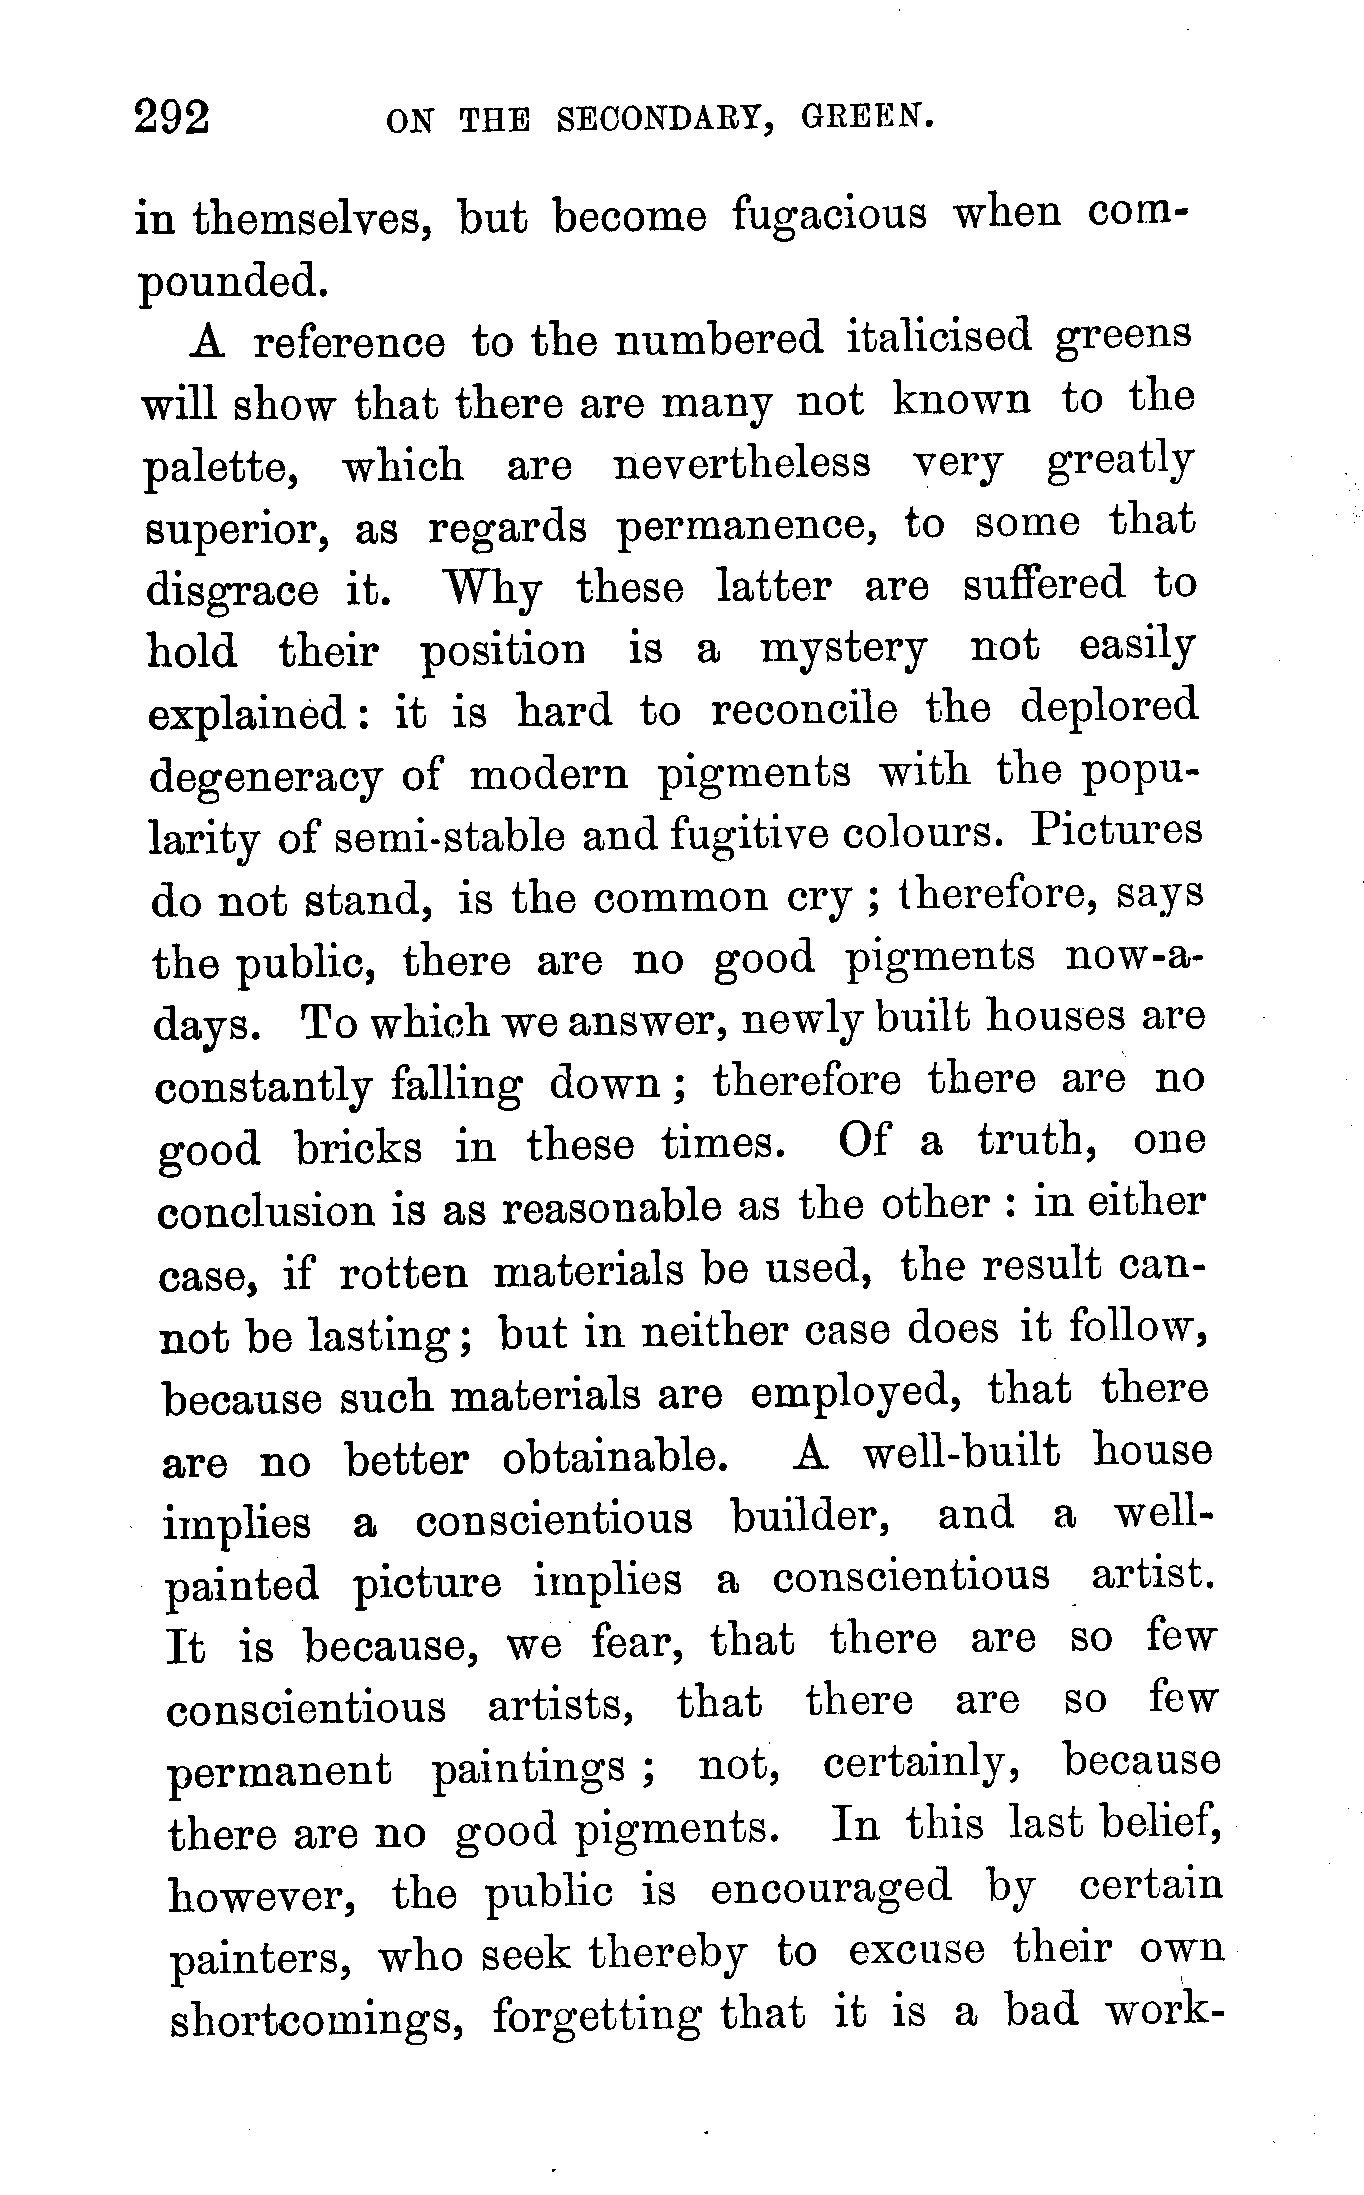 292 ON THE SECONDARY, GREEN.
in themselves, but become fugacious when com-
pounded.
A reference to the numbered italicised greens
will show that there are many not known to the
palette, which are nevertheless very greatly
superior, as regards permanence, to some that
disgrace it. Why these latter are suffered to
hold their position is a mystery not easily
explained : it is hard to reconcile the deplored
degeneracy of modern pigments with the popu-
larity of semi-stable and fugitive colours. Pictures
do not stand, is the common cry ; therefore, says
the public, there are no good pigments now-a-
days. To which we answer, newly built houses are
constantly falling down ; therefore there are no
good bricks in these times. Of a truth, one
conclusion is as reasonable as the other : in either
case, if rotten materials be used, the result can-
not be lasting ; but in neither case does it follow,
because such materials are employed, that there
are no better obtainable. A well-built house
implies a conscientious builder, and a well-
painted picture implies a conscientious artist.
It is because, we fear, that there are so few
conscientious artists, that there are so few
permanent paintings ; not, certainly, because
there are no good pigments. In this last belief,
however, the public is encouraged by certain
painters, who seek thereby to excuse their own
shortcomings, forgetting that it is a bad work-